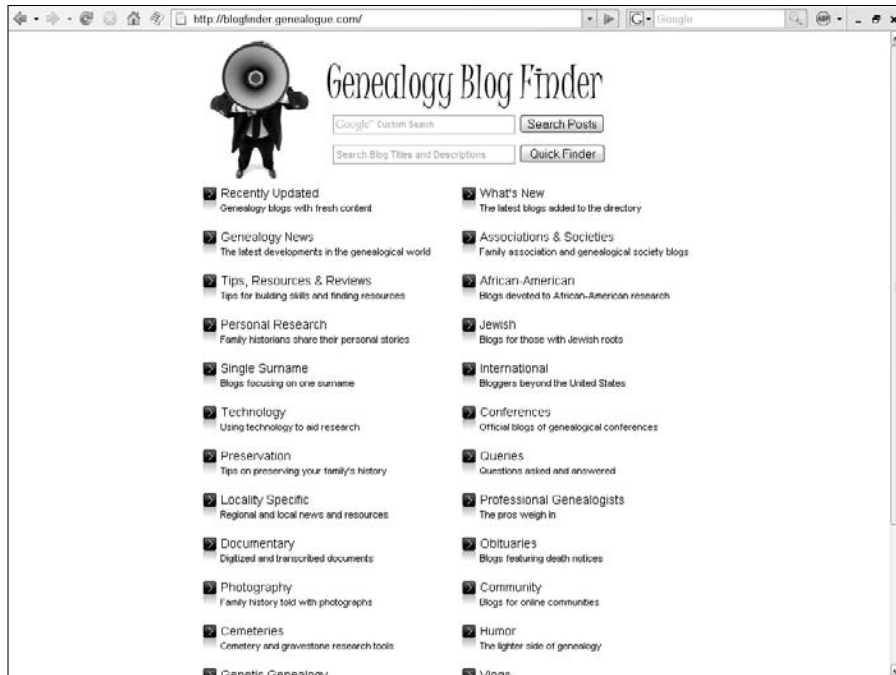 http://blogfinder.genealogue.com/
G
Google
ABP
Genealogy Blog Finder
Google™ Custom Search
Search Posts
Search Blog Titles and Descriptions
Quick Finder
Recently Updated
Genealogy blogs with fresh content
Genealogy News
The latest developments in the genealogical world
Tips, Resources & Reviews
Tips for building skills and finding resources
Personal Research
Family historians share their personal stories
Single Surname
Blogs focusing on one surname
Technology
Using technology to aid research
Preservation
Tips on preserving your family's history
Locality Specific
Regional and local news and resources
Documentary
Digitized and transcribed documents
Photography
Family history told with photographs
Cemeteries
Cemetery and gravestone research tools
Genetic Genealogy
What's New
The latest blogs added to the directory
Associations & Societies
Family association and genealogical society blogs
African-American
Blogs devoted to African-American research
Jewish
Blogs for those with Jewish roots
International
Bloggers beyond the United States
Conferences
Official blogs of genealogical conferences
Queries
Questions asked and answered
Professional Genealogists
The pros weigh in
Obituaries
Blogs featuring death notices
Community
Blogs for online communities
Humor
The lighter side of genealogy
Vlogs